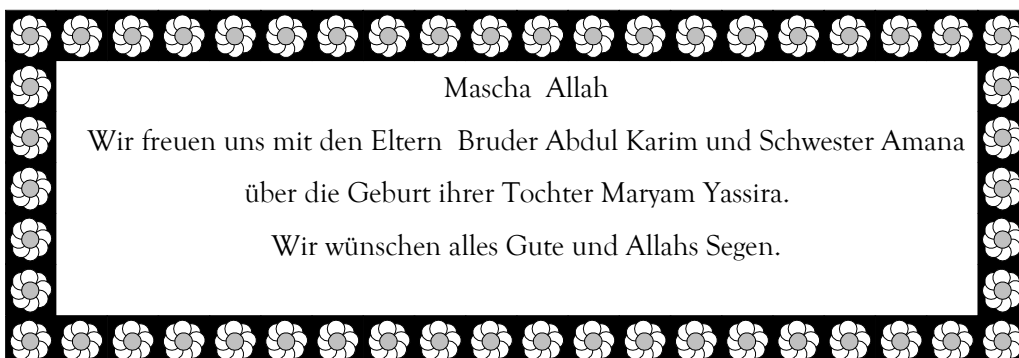 Mascha Allah
Wir freuen uns mit den Eltern Bruder Abdul Karim und Schwester Amana
über die Geburt ihrer Tochter Maryam Yassira.
Wir wünschen alles Gute und Allahs Segen.